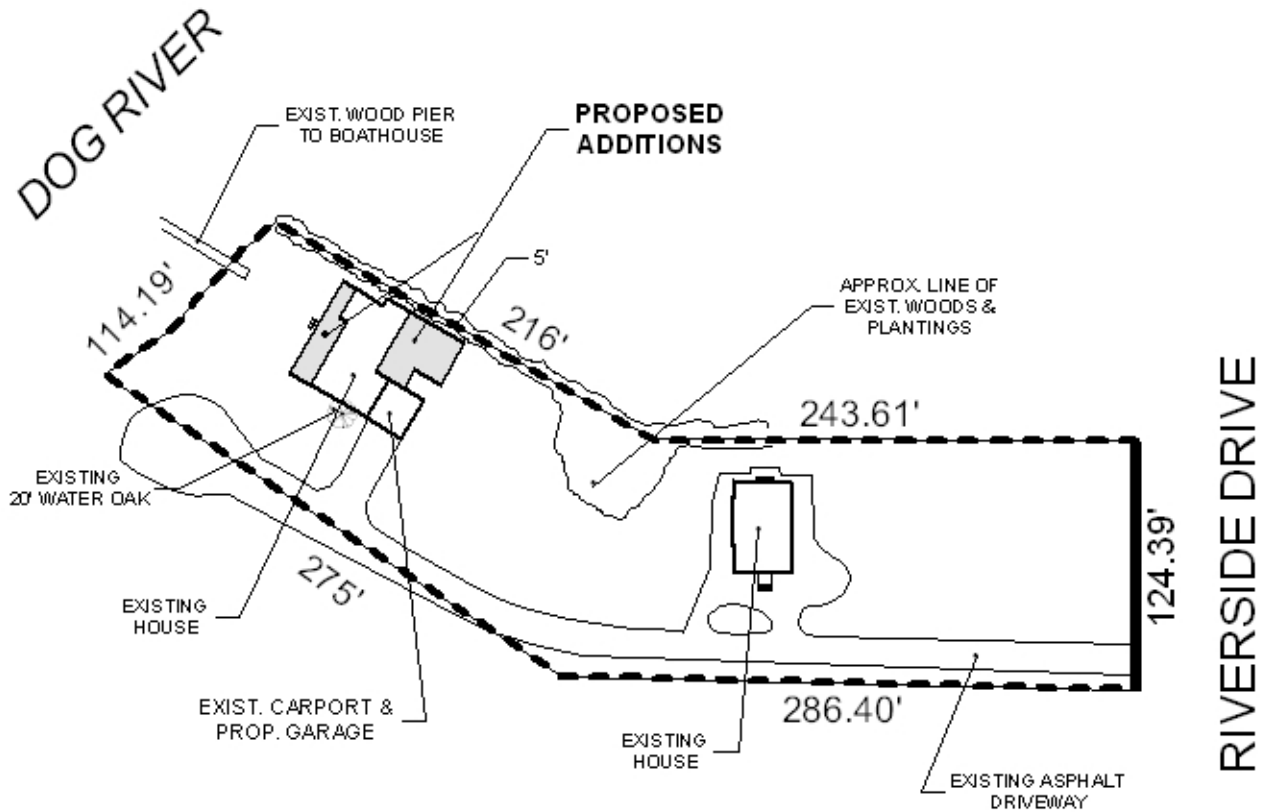 DOG RIVER
EXIST. WOOD PIER
TO BOATHOUSE
PROPOSED
ADDITIONS
5'
114.19'
216'
APPROX. LINE OF
EXIST. WOODS &
PLANTINGS
243.61'
RIVERSIDE DRIVE
124.39'
EXISTING
20' WATER OAK
275'
EXISTING
HOUSE
EXIST. CARPORT &
PROP. GARAGE
286.40'
EXISTING
HOUSE
EXISTING ASPHALT
DRIVEWAY